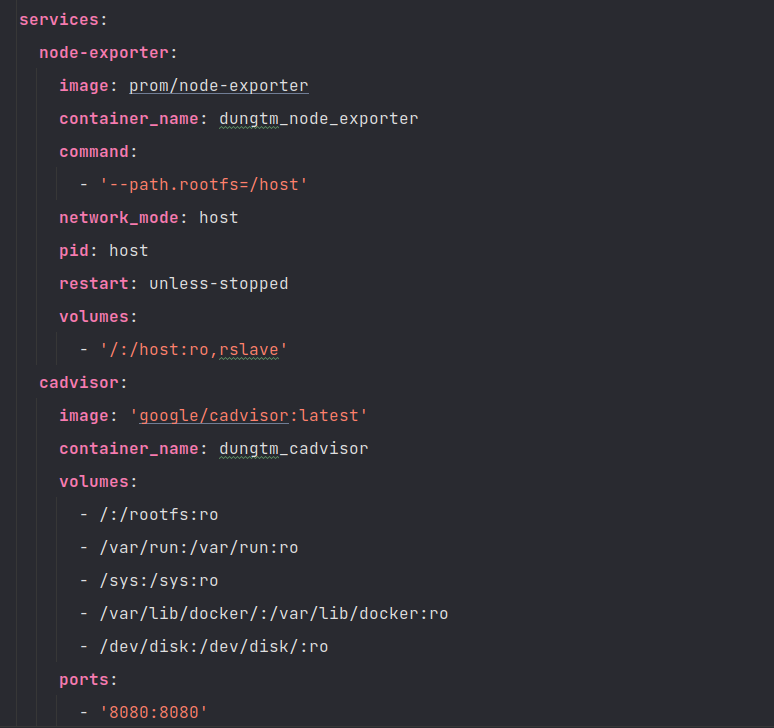 services:
  node-exporter:
    image: prom/node-exporter
    container_name: dungtm_node_exporter
    command:
      - '--path.rootfs=/host'
    network_mode: host
    pid: host
    restart: unless-stopped
    volumes:
      - '/:/host:ro,rslave'
  cadvisor:
    image: 'google/cadvisor:latest'
    container_name: dungtm_cadvisor
    volumes:
      - /:/rootfs:ro
      - /var/run:/var/run:ro
      - /sys:/sys:ro
      - /var/lib/docker/:/var/lib/docker:ro
      - /dev/disk:/dev/disk/:ro
    ports:
      - '8080:8080'